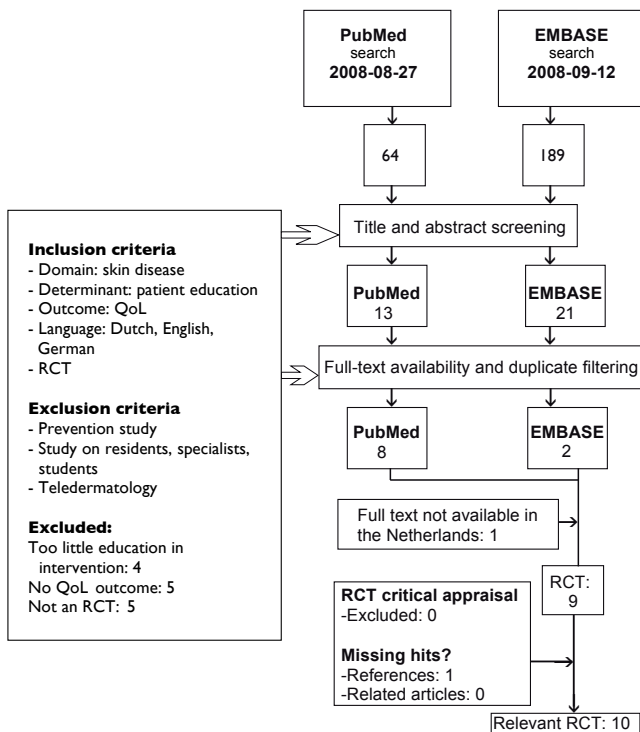 PubMed
search
2008-08-27
EMBASE
search
2008-09-12
64
189
Title and abstract screening
Inclusion criteria
- Domain: skin disease
- Determinant: patient education
- Outcome: QoL
- Language: Dutch, English,
German
- RCT
Exclusion criteria
- Prevention study
- Study on residents, specialists,
students
- Teledermatology
Excluded:
Too little education in
intervention: 4
No QoL outcome: 5
Not an RCT: 5
PubMed
13
EMBASE
21
Full-text availability and duplicate filtering
PubMed
8
EMBASE
2
Full text not available in
the Netherlands: 1
RCT:
9
RCT critical appraisal
-Excluded: 0
Missing hits?
-References: 1
-Related articles: 0
Relevant RCT: 10